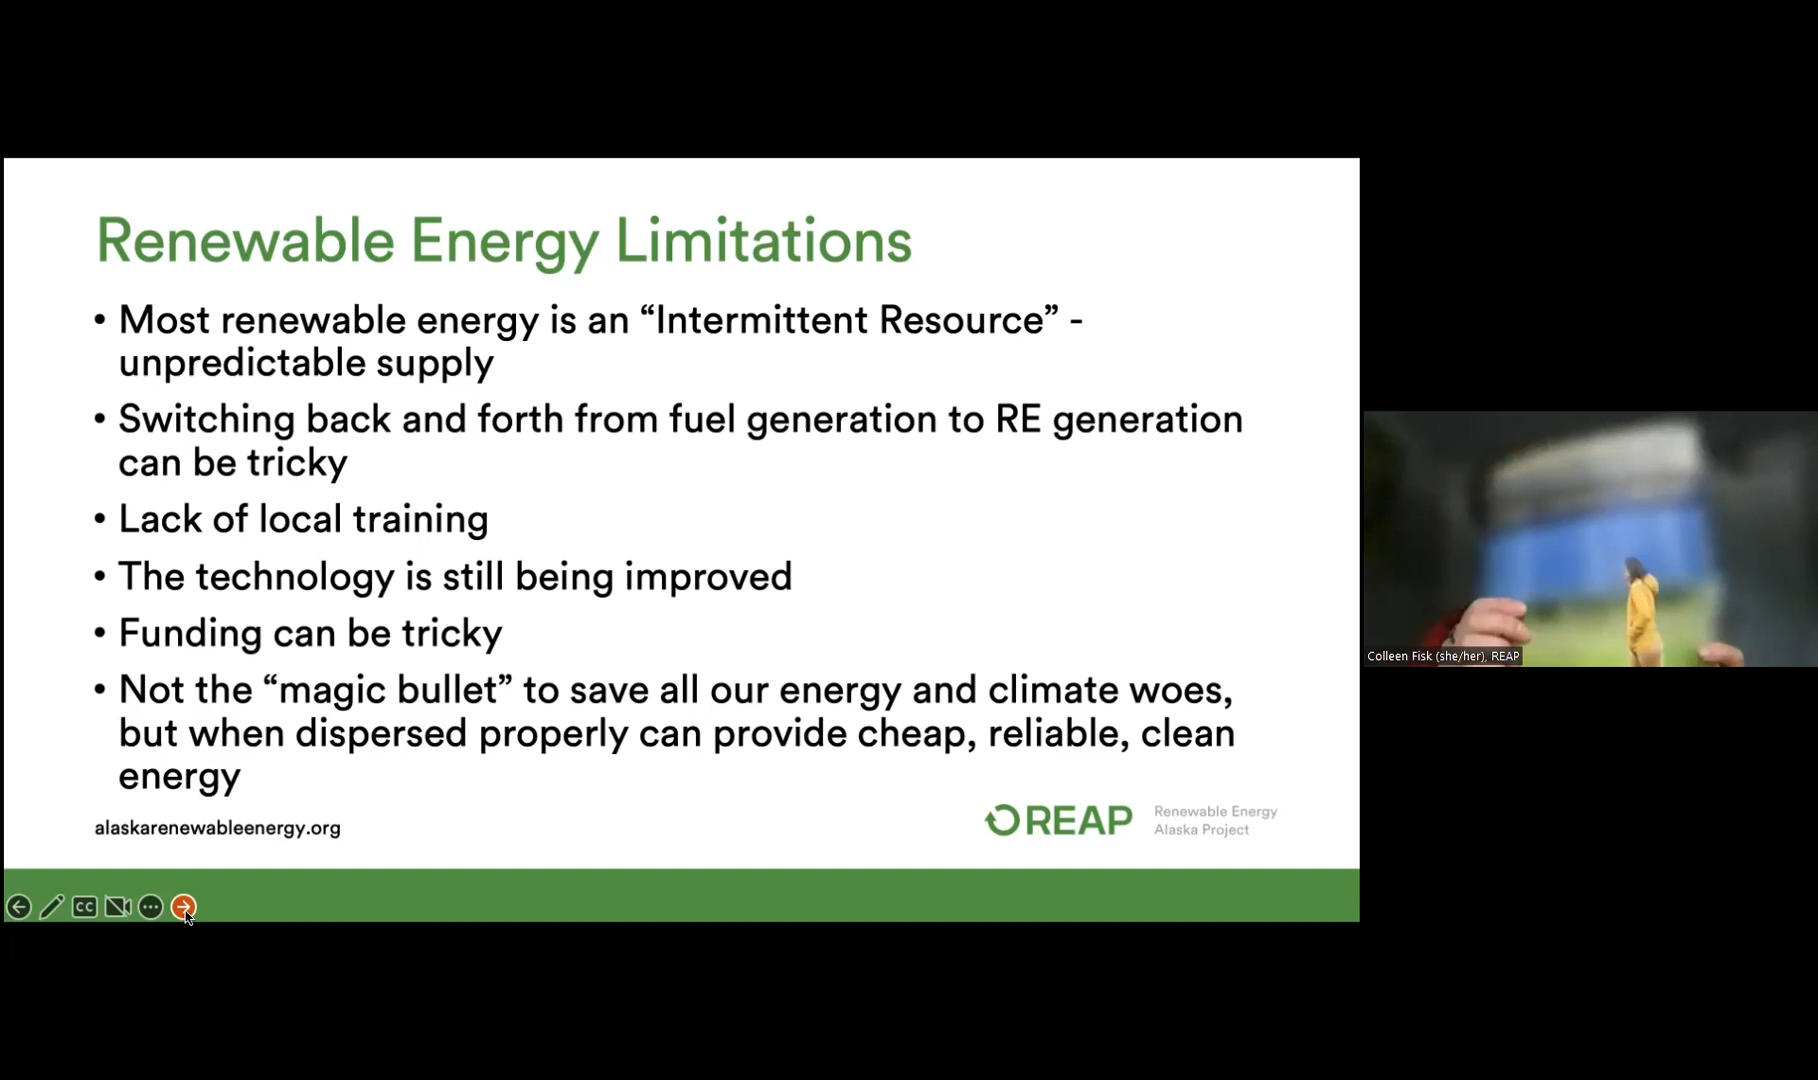 Renewable Energy Limitations
• Most renewable energy is an “Intermittent Resource” -
unpredictable supply
• Switching back and forth from fuel generation to RE generation
can be tricky
• Lack of local training
• The technology is still being improved
• Funding can be tricky
• Not the “magic bullet” to save all our energy and climate woes,
but when dispersed properly can provide cheap, reliable, clean
energy
alaskarenewableenergy.org
REAP
Renewable Energy
Alaska Project
CC
Colleen Fisk (she/her), REAP